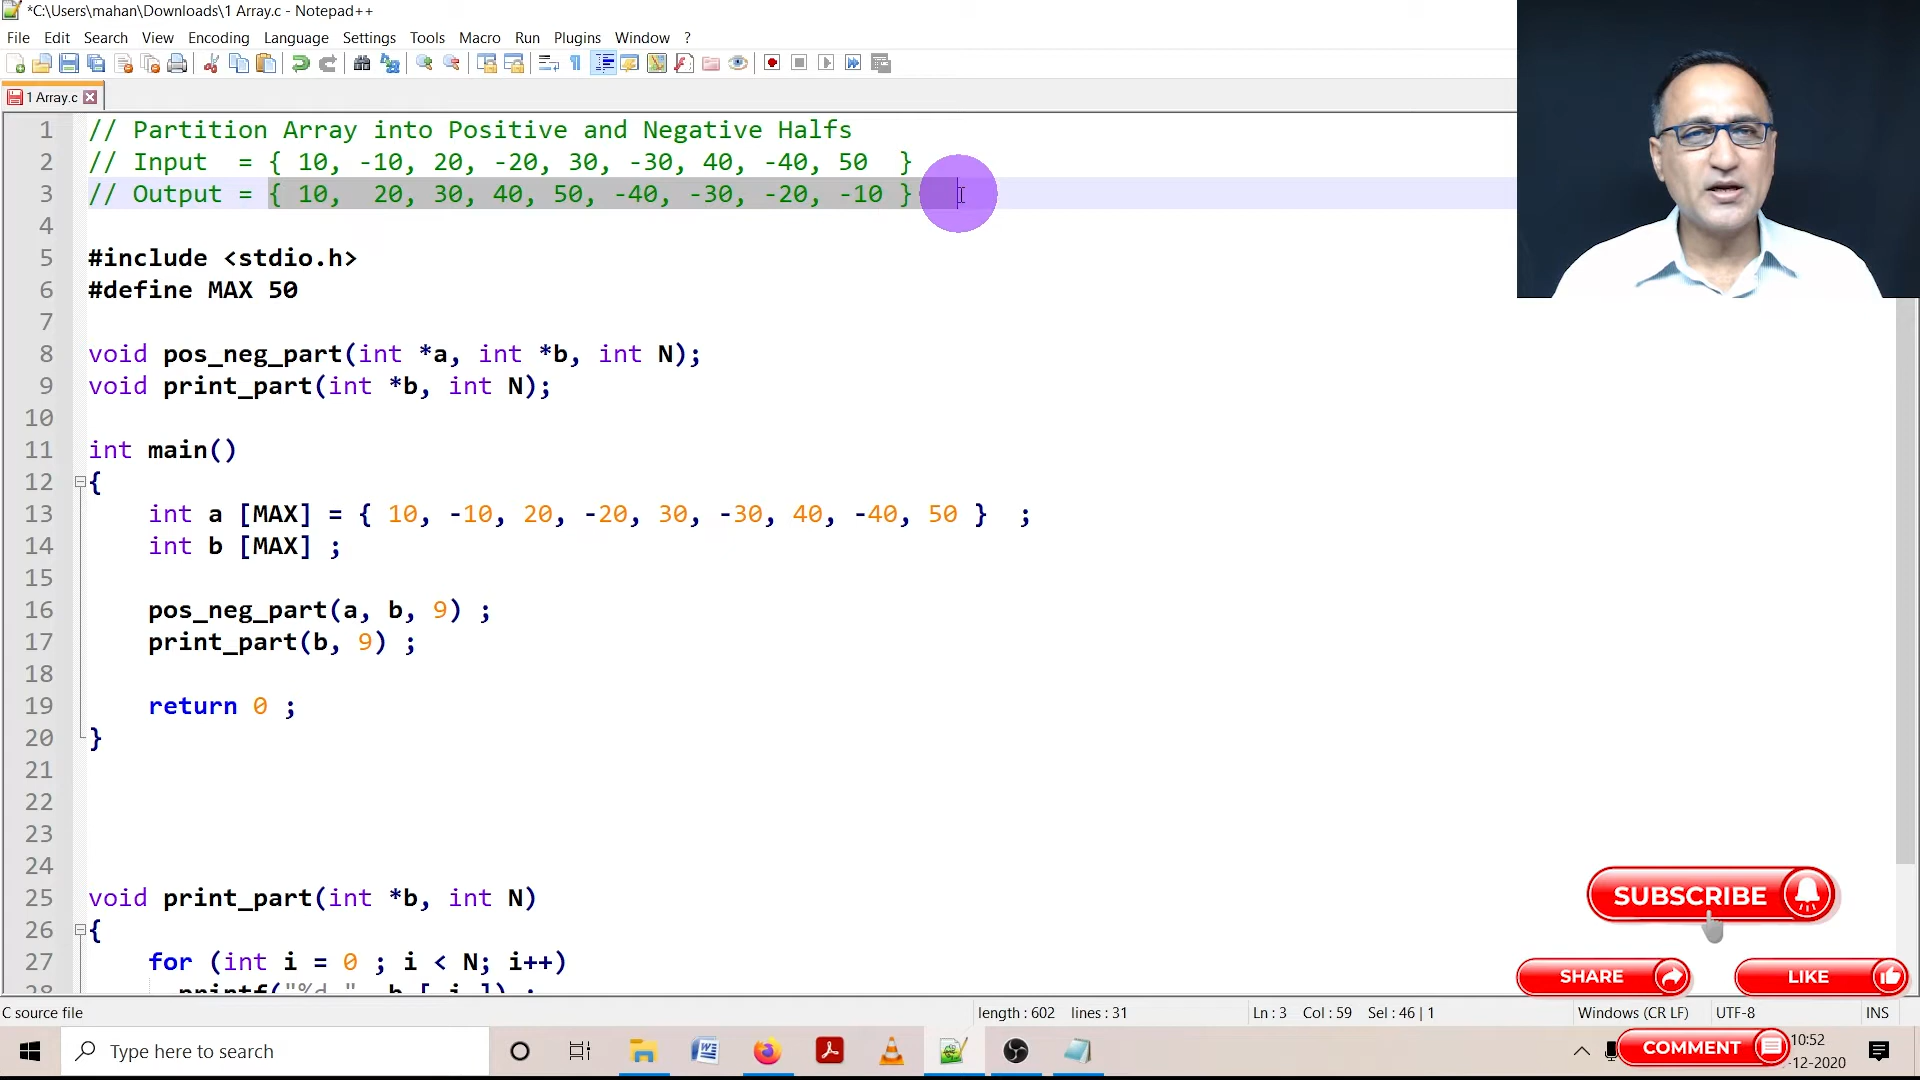 *C:\Users\mahan\Downloads\1 Array.c - Notepad++
File Edit Search View Encoding Language Settings Tools Macro Run Plugins Window ?
1 Array.c
1 // Partition Array into Positive and Negative Halfs
2 // Input  = { 10, -10, 20, -20, 30, -30, 40, -40, 50  }
3 // Output = { 10,  20, 30, 40, 50, -40, -30, -20, -10 }
4
5 #include <stdio.h>
6 #define MAX 50
7
8 void pos_neg_part(int *a, int *b, int N);
9 void print_part(int *b, int N);
10
11 int main()
12 {
13     int a [MAX] = { 10, -10, 20, -20, 30, -30, 40, -40, 50 }  ;
14     int b [MAX] ;
15
16     pos_neg_part(a, b, 9) ;
17     print_part(b, 9) ;
18
19     return 0 ;
20 }
21
22
23
24
25 void print_part(int *b, int N)
26 {
27     for (int i = 0 ; i < N; i++)
28       printf("%d ", b [ i ]) ;
SUBSCRIBE
SHARE LIKE
C source file length : 602 lines : 31 Ln : 3 Col : 59 Sel : 46 | 1 Windows (CR LF) UTF-8 INS
Type here to search COMMENT 10:52
-12-2020